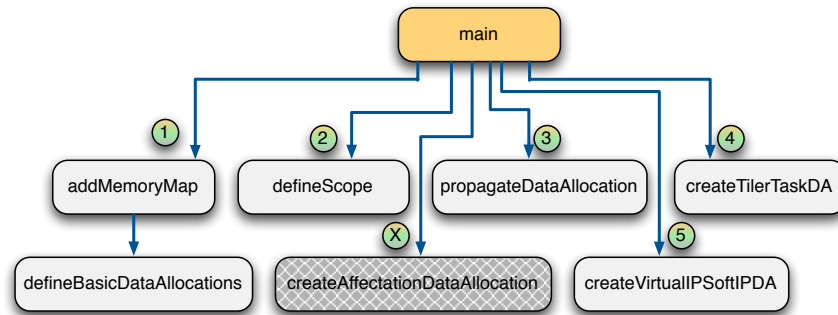 main
1
2
3
4
addMemoryMap
defineScope
propagateDataAllocation
createTilerTaskDA
X
5
defineBasicDataAllocations
createAffectationDataAllocation
createVirtualIPSoftIPDA